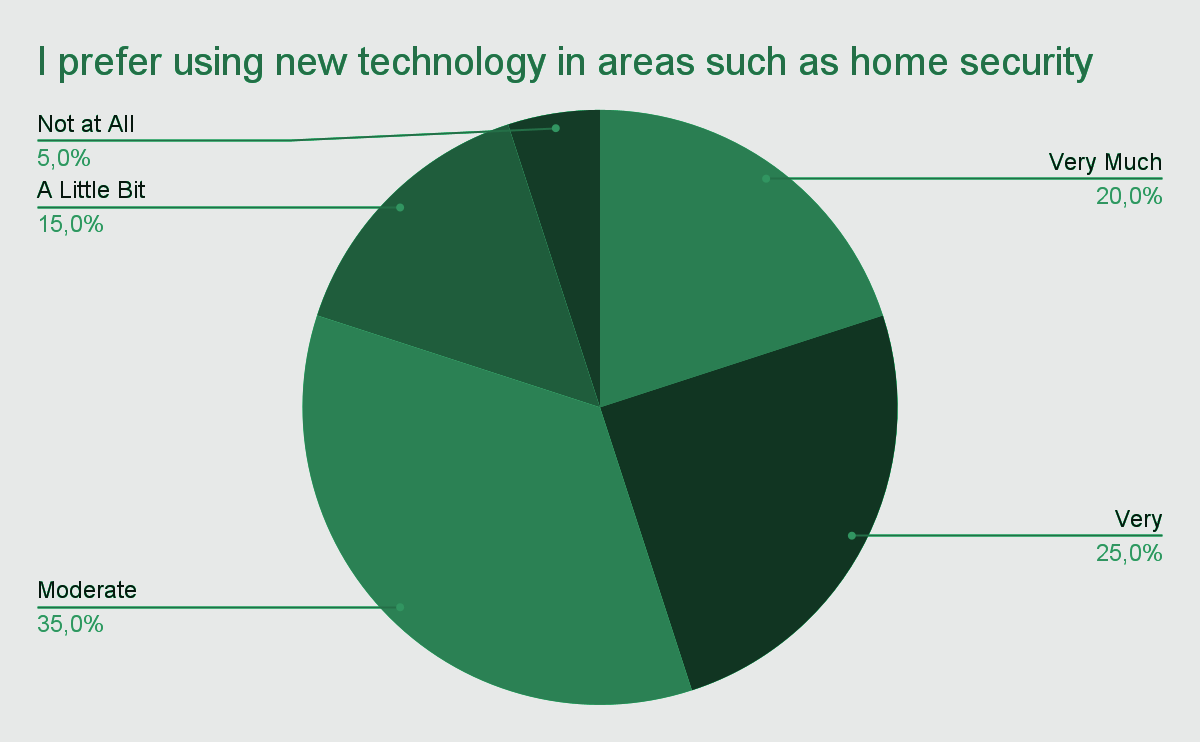 I prefer using new technology in areas such as home security
Not at All
5,0%
A Little Bit
15,0%
Moderate
35,0%
Very Much
20,0%
Very
25,0%